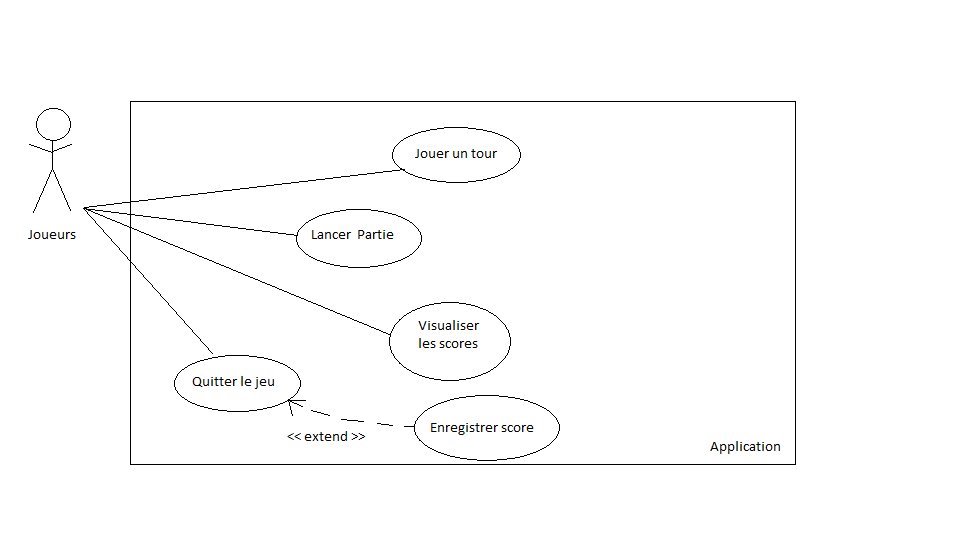 Jouer un tour
Joueurs
Lancer Partie
Visualiser
les scores
Quitter le jeu
<< extend >>
Enregistrer score
Application